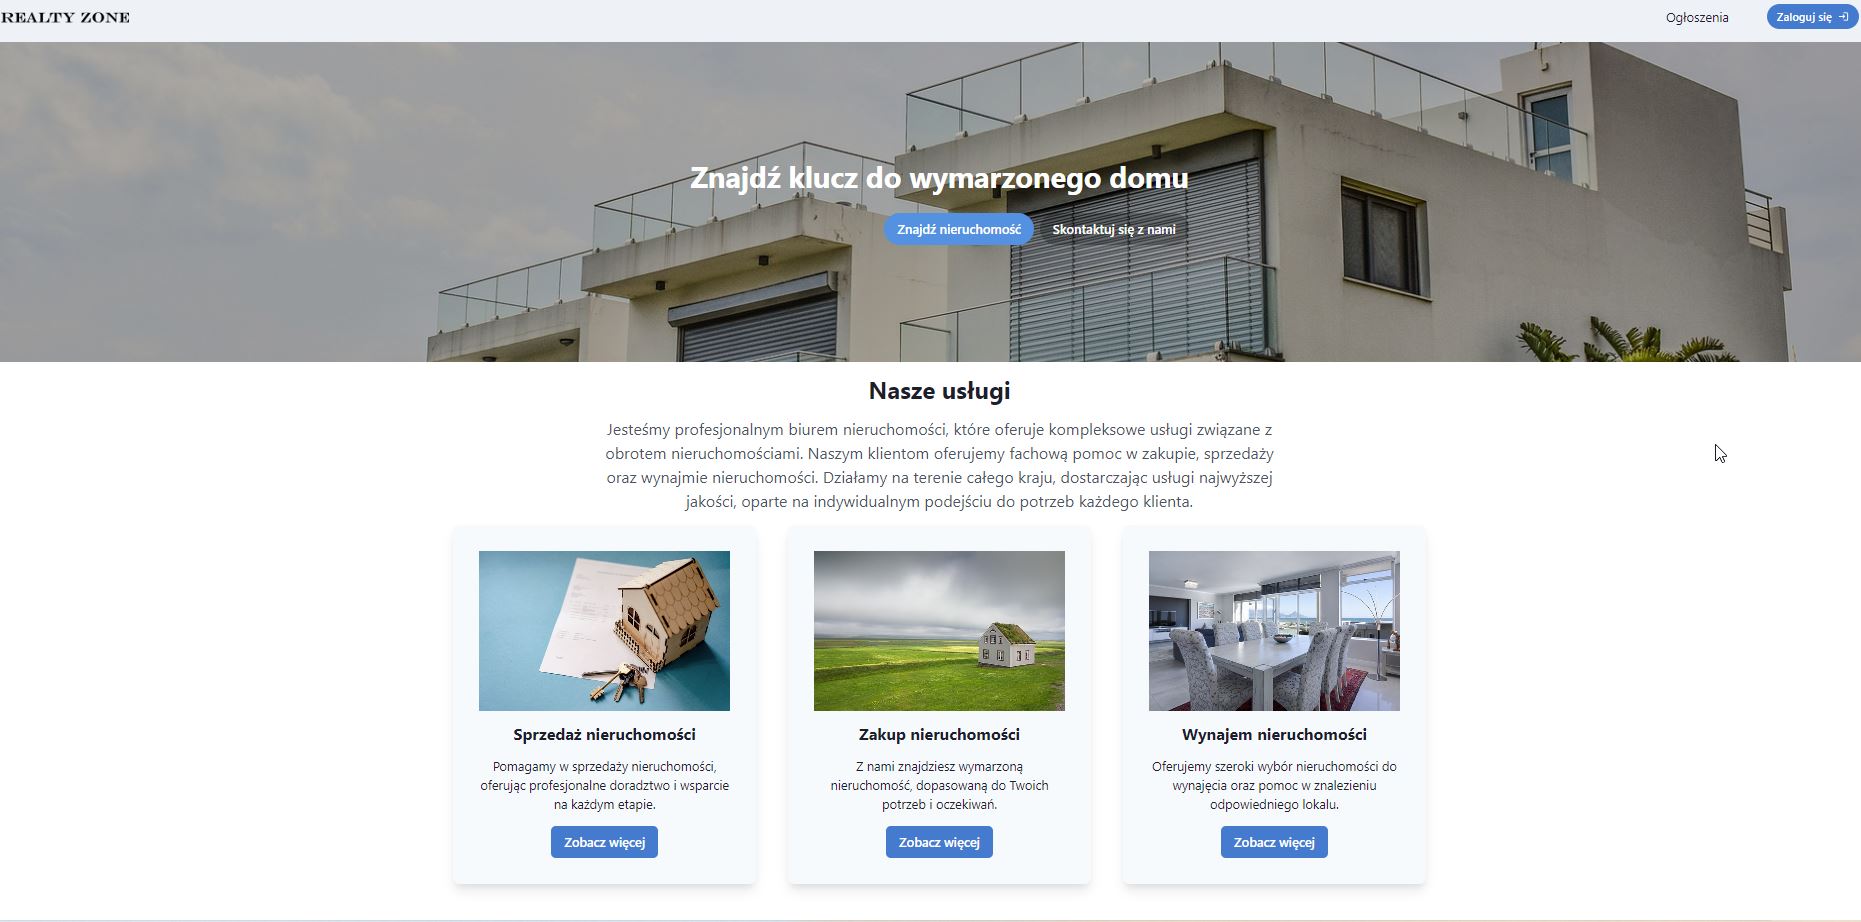 REALTY ZONE
Ogłoszenia
Zaloguj się
Znajdź klucz do wymarzonego domu
Znajdź nieruchomość
Skontaktuj się z nami
Nasze usługi
Jesteśmy profesjonalnym biurem nieruchomości, które oferuje kompleksowe usługi związane z
obrotem nieruchomościami. Naszym klientom oferujemy fachową pomoc w zakupie, sprzedaży
oraz wynajmie nieruchomości. Działamy na terenie całego kraju, dostarczając usługi najwyższej
jakości, oparte na indywidualnym podejściu do potrzeb każdego klienta.
Sprzedaż nieruchomości
Pomagamy w sprzedaży nieruchomości,
oferując profesjonalne doradztwo i wsparcie
na każdym etapie.
Zobacz więcej
Zakup nieruchomości
Z nami znajdziesz wymarzoną
nieruchomość, dopasowaną do Twoich
potrzeb i oczekiwań.
Zobacz więcej
Wynajem nieruchomości
Oferujemy szeroki wybór nieruchomości do
wynajęcia oraz pomoc w znalezieniu
odpowiedniego lokalu.
Zobacz więcej